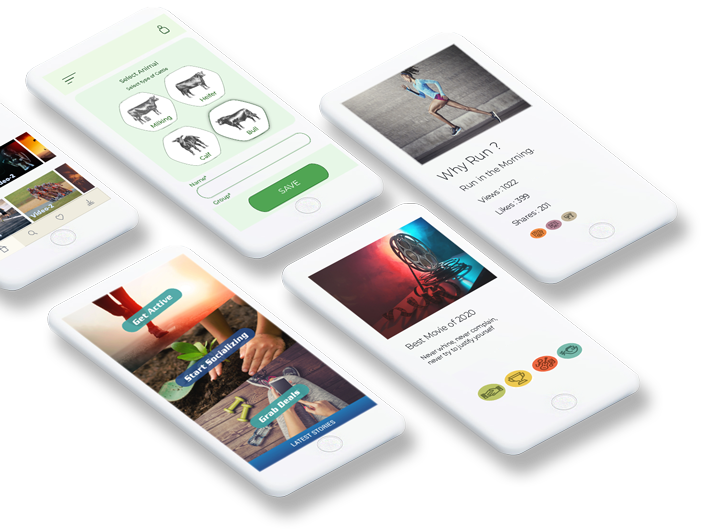 Select Animal
Select type of Cattle
Milking
Heifer
Calf
Bull
Name*
Group*
SAVE
Video-2
Why Run ?
Run in the Morning.
Views :1022
Likes : 399
Shares : 201
Get Active
Start Socializing
Grab Deals
LATEST STORIES
Best Movie of 2020
Never whine, never complain,
never try to justify yourself